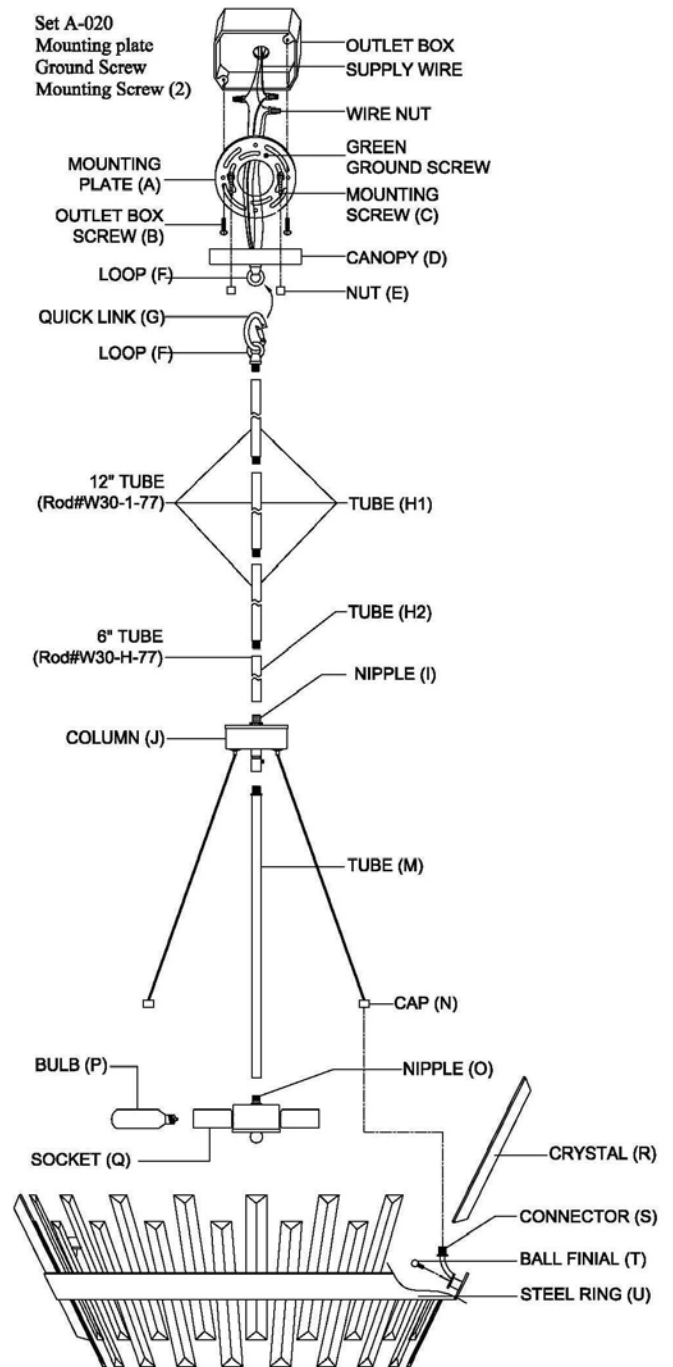 Set A-020
Mounting plate
Ground Screw
Mounting Screw (2)
OUTLET BOX
SUPPLY WIRE
WIRE NUT
GREEN
GROUND SCREW
MOUNTING
PLATE (A)
MOUNTING
SCREW (C)
OUTLET BOX
SCREW (B)
CANOPY (D)
LOOP (F)
NUT (E)
QUICK LINK (G)
LOOP (F)
12" TUBE
(Rod#W30-1-77)
TUBE (H1)
TUBE (H2)
6" TUBE
(Rod#W30-H-77)
NIPPLE (I)
COLUMN (J)
TUBE (M)
CAP (N)
BULB (P)
NIPPLE (O)
SOCKET (Q)
CRYSTAL (R)
CONNECTOR (S)
BALL FINIAL (T)
STEEL RING (U)